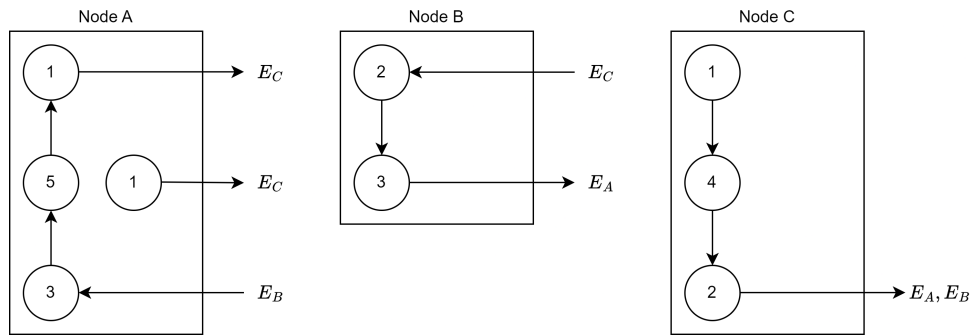 Node A
Node B
Node C
1
E_C
2
E_C
1
5
1
E_C
3
E_A
4
3
E_B
2
E_A, E_B